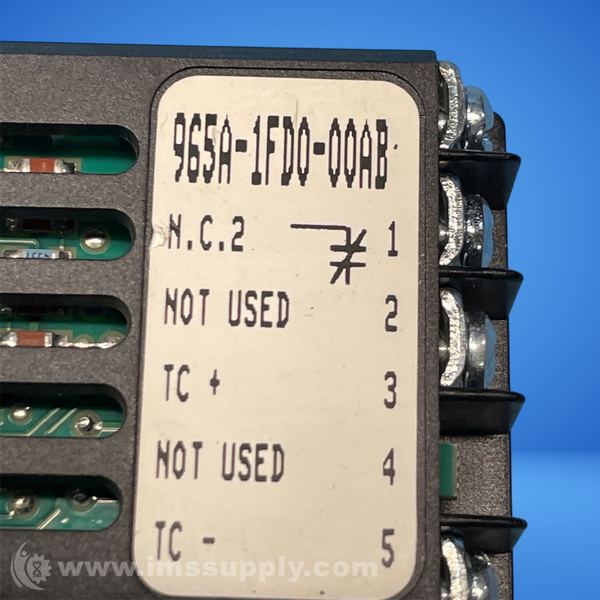 965A-1FD0-00AB
N.C.2 1
NOT USED 2
TC + 3
NOT USED 4
TC - 5
www.imssupply.com